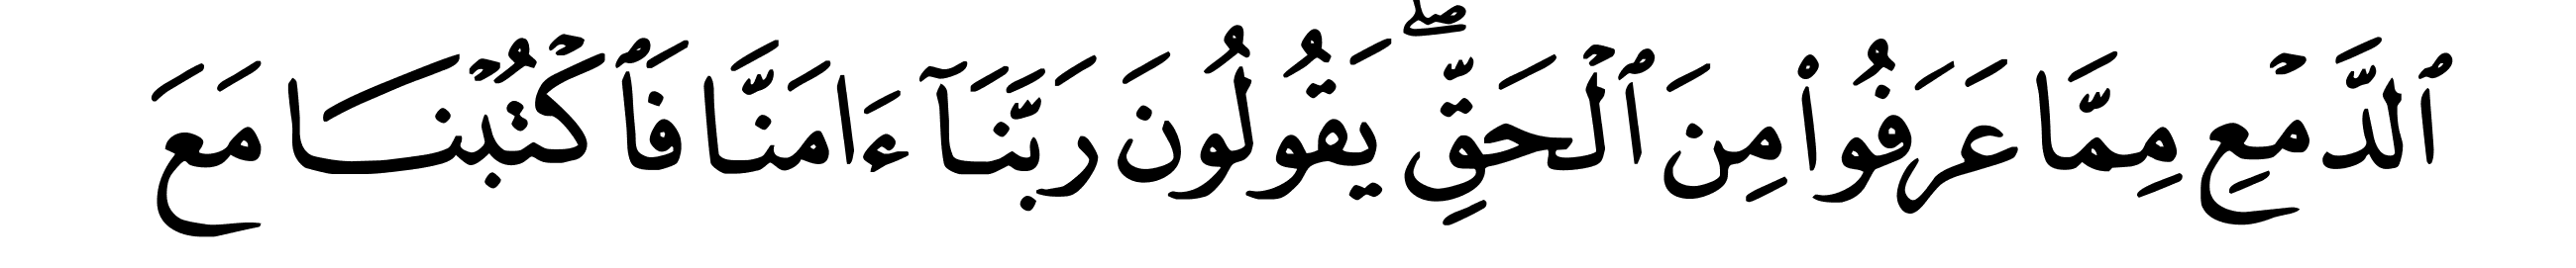 ٱلدَّمۡعِ مِمَّا عَرَفُواْ مِنَ ٱلۡحَقِّۖ يَقُولُونَ رَبَّنَآ ءَامَنَّا فَٱكۡتُبۡنَا مَعَ